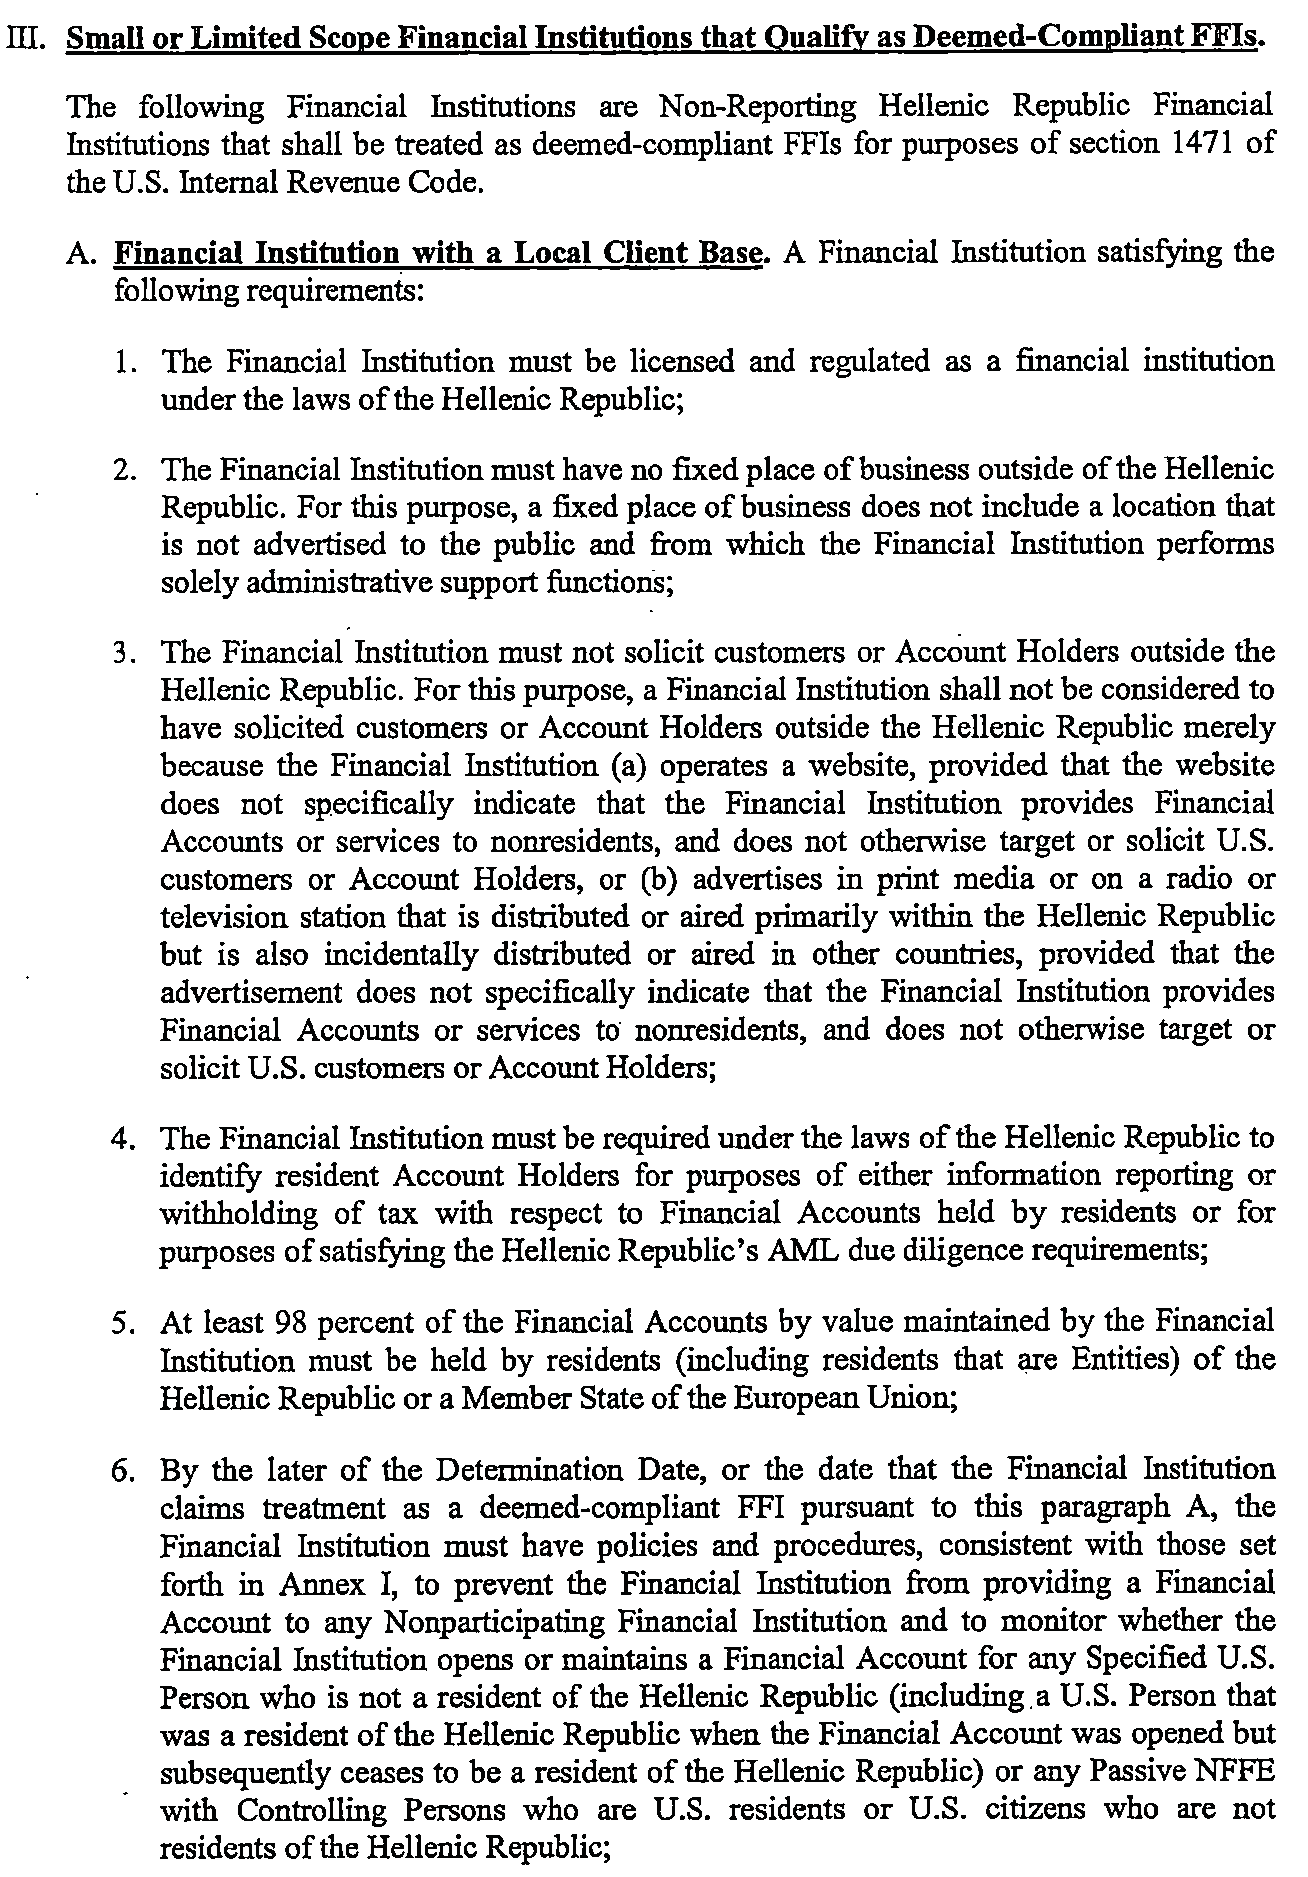 III. Small or Limited Scope Financial Institutions that Qualify as Deemed-Compliant FFIs.
The following Financial Institutions are Non-Reporting Hellenic Republic Financial
Institutions that shall be treated as deemed-compliant FFIs for purposes of section 1471 of
the U.S. Internal Revenue Code.
A. Financial Institution with a Local Client Base. A Financial Institution satisfying the
following requirements:
1. The Financial Institution must be licensed and regulated as a financial institution
under the laws of the Hellenic Republic;
2. The Financial Institution must have no fixed place of business outside of the Hellenic
Republic. For this purpose, a fixed place of business does not include a location that
is not advertised to the public and from which the Financial Institution performs
solely administrative support functions;
3. The Financial Institution must not solicit customers or Account Holders outside the
Hellenic Republic. For this purpose, a Financial Institution shall not be considered to
have solicited customers or Account Holders outside the Hellenic Republic merely
because the Financial Institution (a) operates a website, provided that the website
does not specifically indicate that the Financial Institution provides Financial
Accounts or services to nonresidents, and does not otherwise target or solicit U.S.
customers or Account Holders, or (b) advertises in print media or on a radio or
television station that is distributed or aired primarily within the Hellenic Republic
but is also incidentally distributed or aired in other countries, provided that the
advertisement does not specifically indicate that the Financial Institution provides
Financial Accounts or services to nonresidents, and does not otherwise target or
solicit U.S. customers or Account Holders;
4. The Financial Institution must be required under the laws of the Hellenic Republic to
identify resident Account Holders for purposes of either information reporting or
withholding of tax with respect to Financial Accounts held by residents or for
purposes of satisfying the Hellenic Republic's AML due diligence requirements;
5. At least 98 percent of the Financial Accounts by value maintained by the Financial
Institution must be held by residents (including residents that are Entities) of the
Hellenic Republic or a Member State of the European Union;
6. By the later of the Determination Date, or the date that the Financial Institution
claims treatment as a deemed-compliant FFI pursuant to this paragraph A, the
Financial Institution must have policies and procedures, consistent with those set
forth in Annex I, to prevent the Financial Institution from providing a Financial
Account to any Nonparticipating Financial Institution and to monitor whether the
Financial Institution opens or maintains a Financial Account for any Specified U.S.
Person who is not a resident of the Hellenic Republic (including a U.S. Person that
was a resident of the Hellenic Republic when the Financial Account was opened but
subsequently ceases to be a resident of the Hellenic Republic) or any Passive NFFE
with Controlling Persons who are U.S. residents or U.S. citizens who are not
residents of the Hellenic Republic;